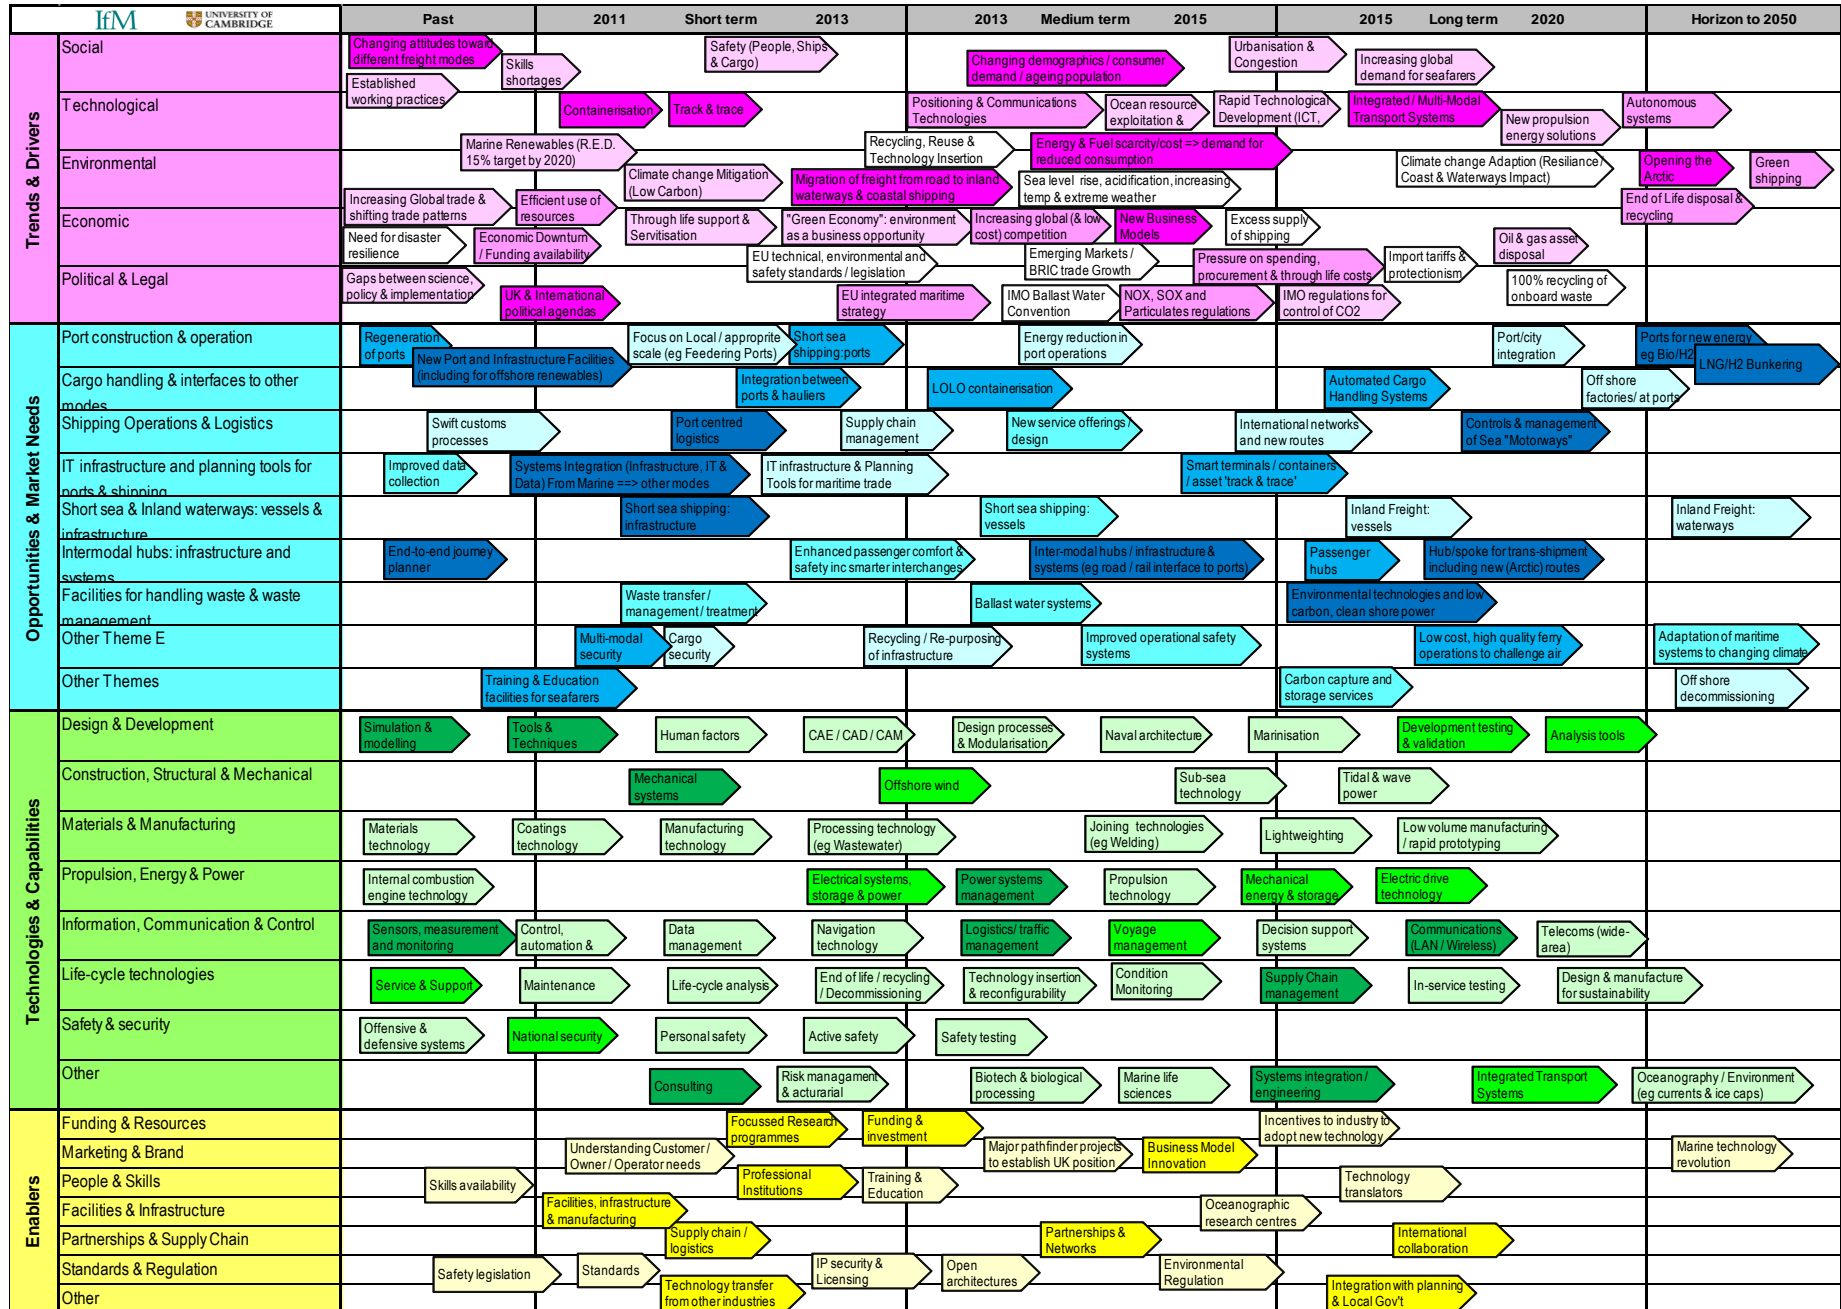 IfM UNIVERSITY OF
CAMBRIDGE
Past 2011 Short term 2013 2013 Medium term 2015 2015 Long term 2020 Horizon to 2050
Trends & Drivers
Social
Changing attitudes toward
different freight modes
Skills
shortages
Safety (People, Ships
& Cargo)
Changing demographics / consumer
demand / ageing population
Urbanisation &
Congestion
Increasing global
demand for seafarers
Established
working practices
Technological
Containerisation
Track & trace
Positioning & Communications
Technologies
Ocean resource
exploitation &
Rapid Technological
Development (ICT,
Integrated / Multi-Modal
Transport Systems
New propulsion
energy solutions
Autonomous
systems
Marine Renewables (R.E.D.
15% target by 2020)
Recycling, Reuse &
Technology Insertion
Energy & Fuel scarcity/cost => demand for
reduced consumption
Environmental
Climate change Mitigation
(Low Carbon)
Migration of freight from road to inland
waterways & coastal shipping
Sea level rise, acidification, increasing
temp & extreme weather
Climate change Adaption (Resiliance/
Coast & Waterways Impact)
Opening the
Arctic
Green
shipping
Increasing Global trade &
shifting trade patterns
Efficient use of
resources
End of Life disposal &
recycling
Economic
Through life support &
Servitisation
"Green Economy": environment
as a business opportunity
Increasing global (& low
cost) competition
New Business
Models
Excess supply
of shipping
Need for disaster
resilience
Economic Downturn
/ Funding availability
EU technical, environmental and
safety standards / legislation
Emerging Markets /
BRIC trade Growth
Pressure on spending,
procurement & through life costs
Import tariffs &
protectionism
Oil & gas asset
disposal
Political & Legal
Gaps between science,
policy & implementation
UK & International
political agendas
EU integrated maritime
strategy
IMO Ballast Water
Convention
NOX, SOX and
Particulates regulations
IMO regulations for
control of CO2
100% recycling of
onboard waste
Opportunities & Market Needs
Port construction & operation
Regeneration
of ports
New Port and Infrastructure Facilities
(including for offshore renewables)
Focus on Local / approprite
scale (eg Feedering Ports)
Short sea
shipping:ports
Energy reduction in
port operations
Port/city
integration
Ports for new energy
eg Bio/H2
LNG/H2 Bunkering
Cargo handling & interfaces to other
modes
Integration between
ports & hauliers
LOLO containerisation
Automated Cargo
Handling Systems
Off shore
factories/ at ports
Shipping Operations & Logistics
Swift customs
processes
Port centred
logistics
Supply chain
management
New service offerings /
design
International networks
and new routes
Controls & management
of Sea "Motorways"
IT infrastructure and planning tools for
ports & shipping
Improved data
collection
Systems Integration (Infrastructure, IT &
Data) From Marine ==> other modes
IT infrastructure & Planning
Tools for maritime trade
Smart terminals / containers
/ asset 'track & trace'
Short sea & Inland waterways: vessels &
infrastructure
Short sea shipping:
infrastructure
Short sea shipping:
vessels
Inland Freight:
vessels
Inland Freight:
waterways
Intermodal hubs: infrastructure and
systems
End-to-end journey
planner
Enhanced passenger comfort &
safety inc smarter interchanges
Inter-modal hubs / infrastructure &
systems (eg road / rail interface to ports)
Passenger
hubs
Hub/spoke for trans-shipment
including new (Arctic) routes
Facilities for handling waste & waste
management
Waste transfer /
management / treatment
Ballast water systems
Environmental technologies and low
carbon, clean shore power
Other Theme E
Multi-modal
security
Cargo
security
Recycling / Re-purposing
of infrastructure
Improved operational safety
systems
Low cost, high quality ferry
operations to challenge air
Adaptation of maritime
systems to changing climate
Other Themes
Training & Education
facilities for seafarers
Carbon capture and
storage services
Off shore
decommissioning
Technologies & Capabilities
Design & Development
Simulation &
modelling
Tools &
Techniques
Human factors
CAE / CAD / CAM
Design processes
& Modularisation
Naval architecture
Marinisation
Development testing
& validation
Analysis tools
Construction, Structural & Mechanical
Mechanical
systems
Offshore wind
Sub-sea
technology
Tidal & wave
power
Materials & Manufacturing
Materials
technology
Coatings
technology
Manufacturing
technology
Processing technology
(eg Wastewater)
Joining technologies
(eg Welding)
Lightweighting
Low volume manufacturing
/ rapid prototyping
Propulsion, Energy & Power
Internal combustion
engine technology
Electrical systems,
storage & power
Power systems
management
Propulsion
technology
Mechanical
energy & storage
Electric drive
technology
Information, Communication & Control
Sensors, measurement
and monitoring
Control,
automation &
Data
management
Navigation
technology
Logistics/ traffic
management
Voyage
management
Decision support
systems
Communications
(LAN / Wireless)
Telecoms (wide-
area)
Life-cycle technologies
Service & Support
Maintenance
Life-cycle analysis
End of life / recycling
/ Decommissioning
Technology insertion
& reconfigurability
Condition
Monitoring
Supply Chain
management
In-service testing
Design & manufacture
for sustainability
Safety & security
Offensive &
defensive systems
National security
Personal safety
Active safety
Safety testing
Other
Consulting
Risk managament
& acturarial
Biotech & biological
processing
Marine life
sciences
Systems integration /
engineering
Integrated Transport
Systems
Oceanography / Environment
(eg currents & ice caps)
Enablers
Funding & Resources
Focussed Research
programmes
Funding &
investment
Incentives to industry to
adopt new technology
Marketing & Brand
Understanding Customer /
Owner / Operator needs
Major pathfinder projects
to establish UK position
Business Model
Innovation
Marine technology
revolution
People & Skills
Skills availability
Professional
Institutions
Training &
Education
Technology
translators
Facilities & Infrastructure
Facilities, infrastructure
& manufacturing
Oceanographic
research centres
Partnerships & Supply Chain
Supply chain /
logistics
Partnerships &
Networks
International
collaboration
Standards & Regulation
Safety legislation
Standards
IP security &
Licensing
Open
architectures
Environmental
Regulation
Other
Technology transfer
from other industries
Integration with planning
& Local Gov't